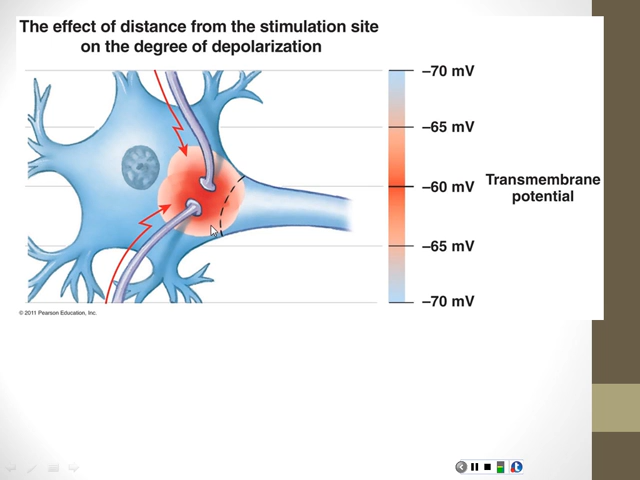 The effect of distance from the stimulation site
on the degree of depolarization
–70 mV
–65 mV
–60 mV
Transmembrane
potential
–65 mV
–70 mV
© 2011 Pearson Education, Inc.